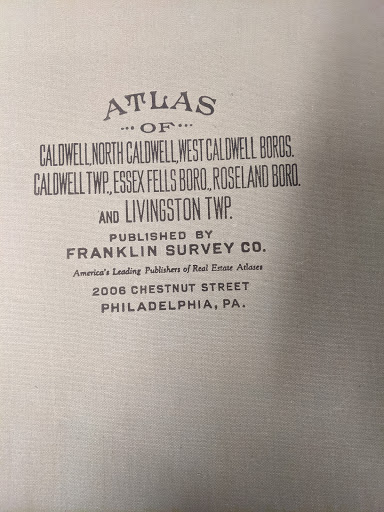 ATLAS
OF
CALDWELL, NORTH CALDWELL, WEST CALDWELL BOROS.
CALDWELL TWP., ESSEX FELLS BORO., ROSELAND BORO.
AND LIVINGSTON TWP.
PUBLISHED BY
FRANKLIN SURVEY CO.
America's Leading Publishers of Real Estate Atlases
2006 CHESTNUT STREET
PHILADELPHIA, PA.